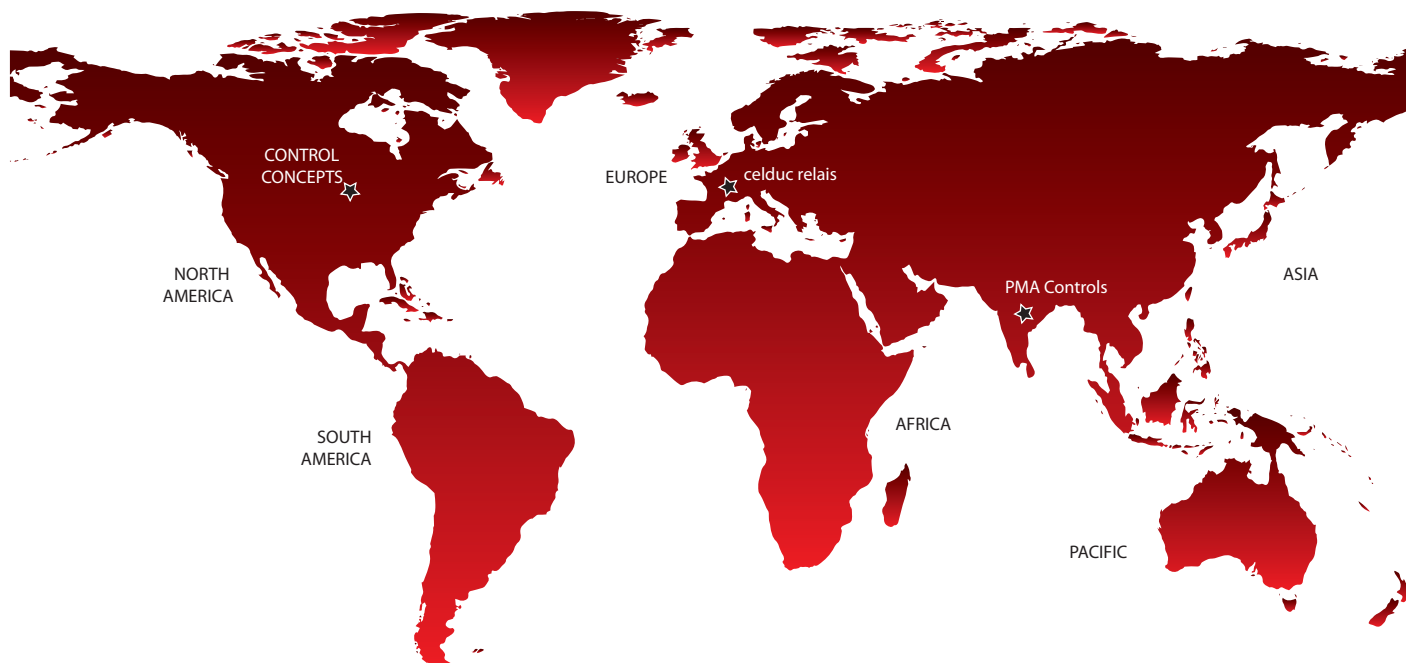 CONTROL
CONCEPTS
EUROPE
celduc relais
NORTH
AMERICA
PMA Controls
ASIA
SOUTH
AMERICA
AFRICA
PACIFIC